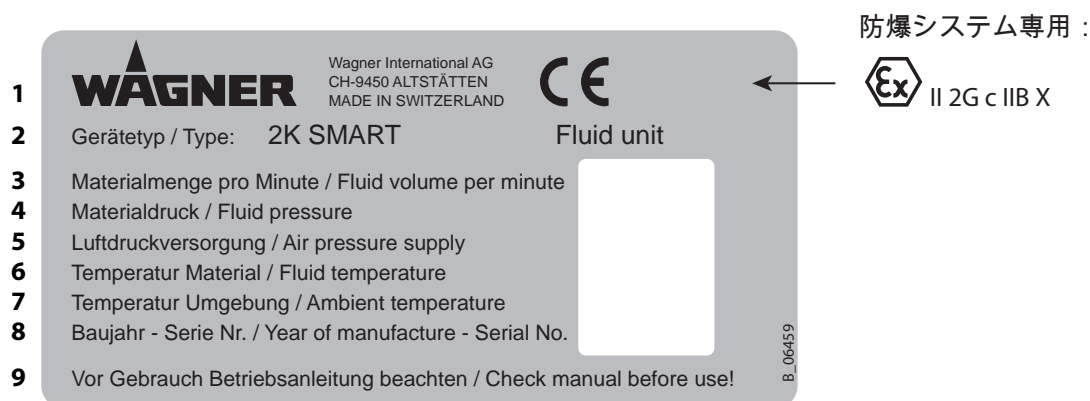 防爆システム専用：
Ex II 2G c IIB X
1 WAGNER
Wagner International AG
CH-9450 ALTSTÄTTEN
MADE IN SWITZERLAND
CE
2 Gerätetyp / Type: 2K SMART Fluid unit
3 Materialmenge pro Minute / Fluid volume per minute
4 Materialdruck / Fluid pressure
5 Luftdruckversorgung / Air pressure supply
6 Temperatur Material / Fluid temperature
7 Temperatur Umgebung / Ambient temperature
8 Baujahr - Serie Nr. / Year of manufacture - Serial No.
9 Vor Gebrauch Betriebsanleitung beachten / Check manual before use!
B_06459